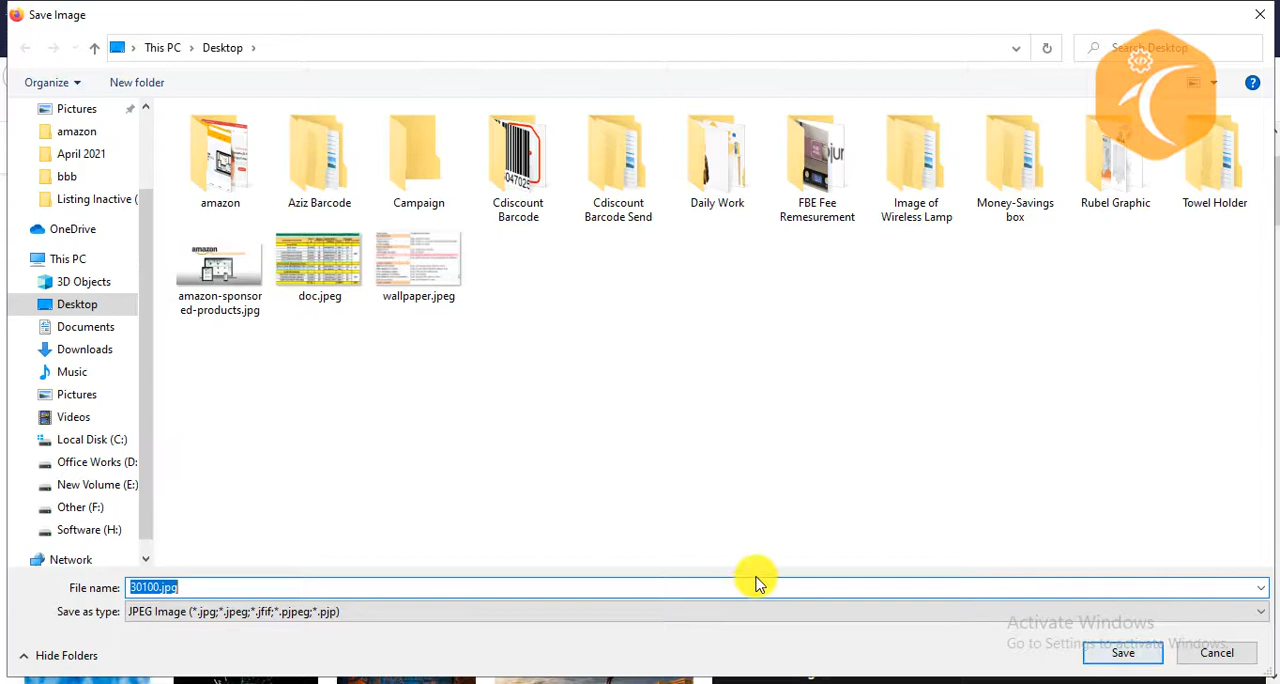 Save Image
This PC > Desktop >
Search Desktop
Organize
New folder
Pictures
amazon
April 2021
bbb
Listing Inactive (
OneDrive
This PC
3D Objects
Desktop
Documents
Downloads
Music
Pictures
Videos
Local Disk (C:)
Office Works (D:
New Volume (E:)
Other (F:)
Software (H:)
Network
amazon
Aziz Barcode
Campaign
Cdiscount
Barcode
Cdiscount
Barcode Send
Daily Work
FBE Fee
Remesurement
Image of
Wireless Lamp
Money-Savings
box
Rubel Graphic
Towel Holder
amazon-sponsor
ed-products.jpg
doc.jpeg
wallpaper.jpeg
047025
amazon
File name: 30100.jpg
Save as type: JPEG Image (*.jpg;*.jpeg;*.jfif;*.pjpeg;*.pjp)
Activate Windows
Go to Settings to activate Windows.
Hide Folders
Save
Cancel